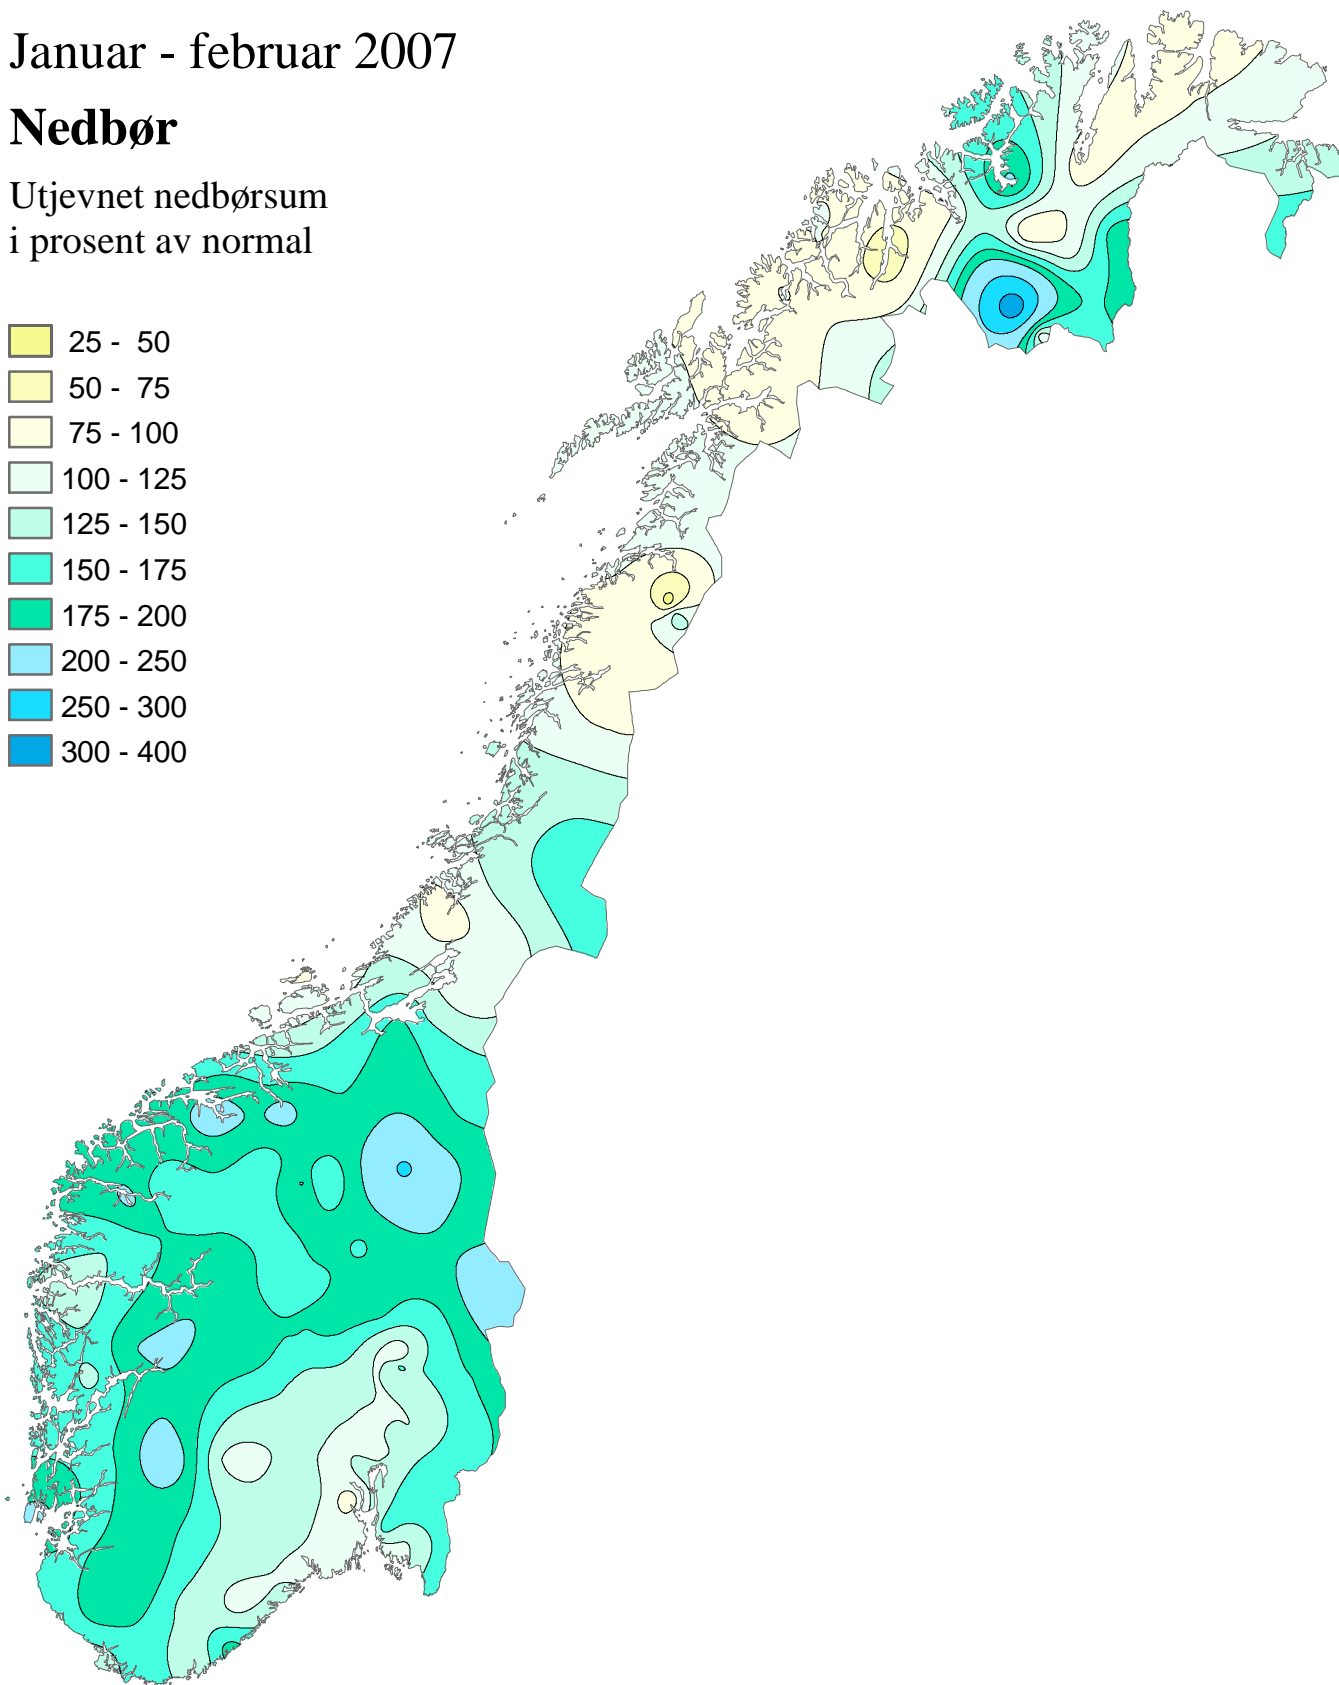 Januar - februar 2007
Nedbør
Utjevnet nedbørsum
i prosent av normal
25 - 50
50 - 75
75 - 100
100 - 125
125 - 150
150 - 175
175 - 200
200 - 250
250 - 300
300 - 400